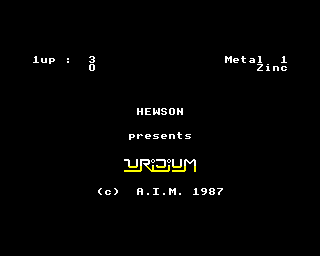 1up : 3 Metal 1
0 Zinc
HEWSON
presents
URIDIUM
(c) A.I.M. 1987